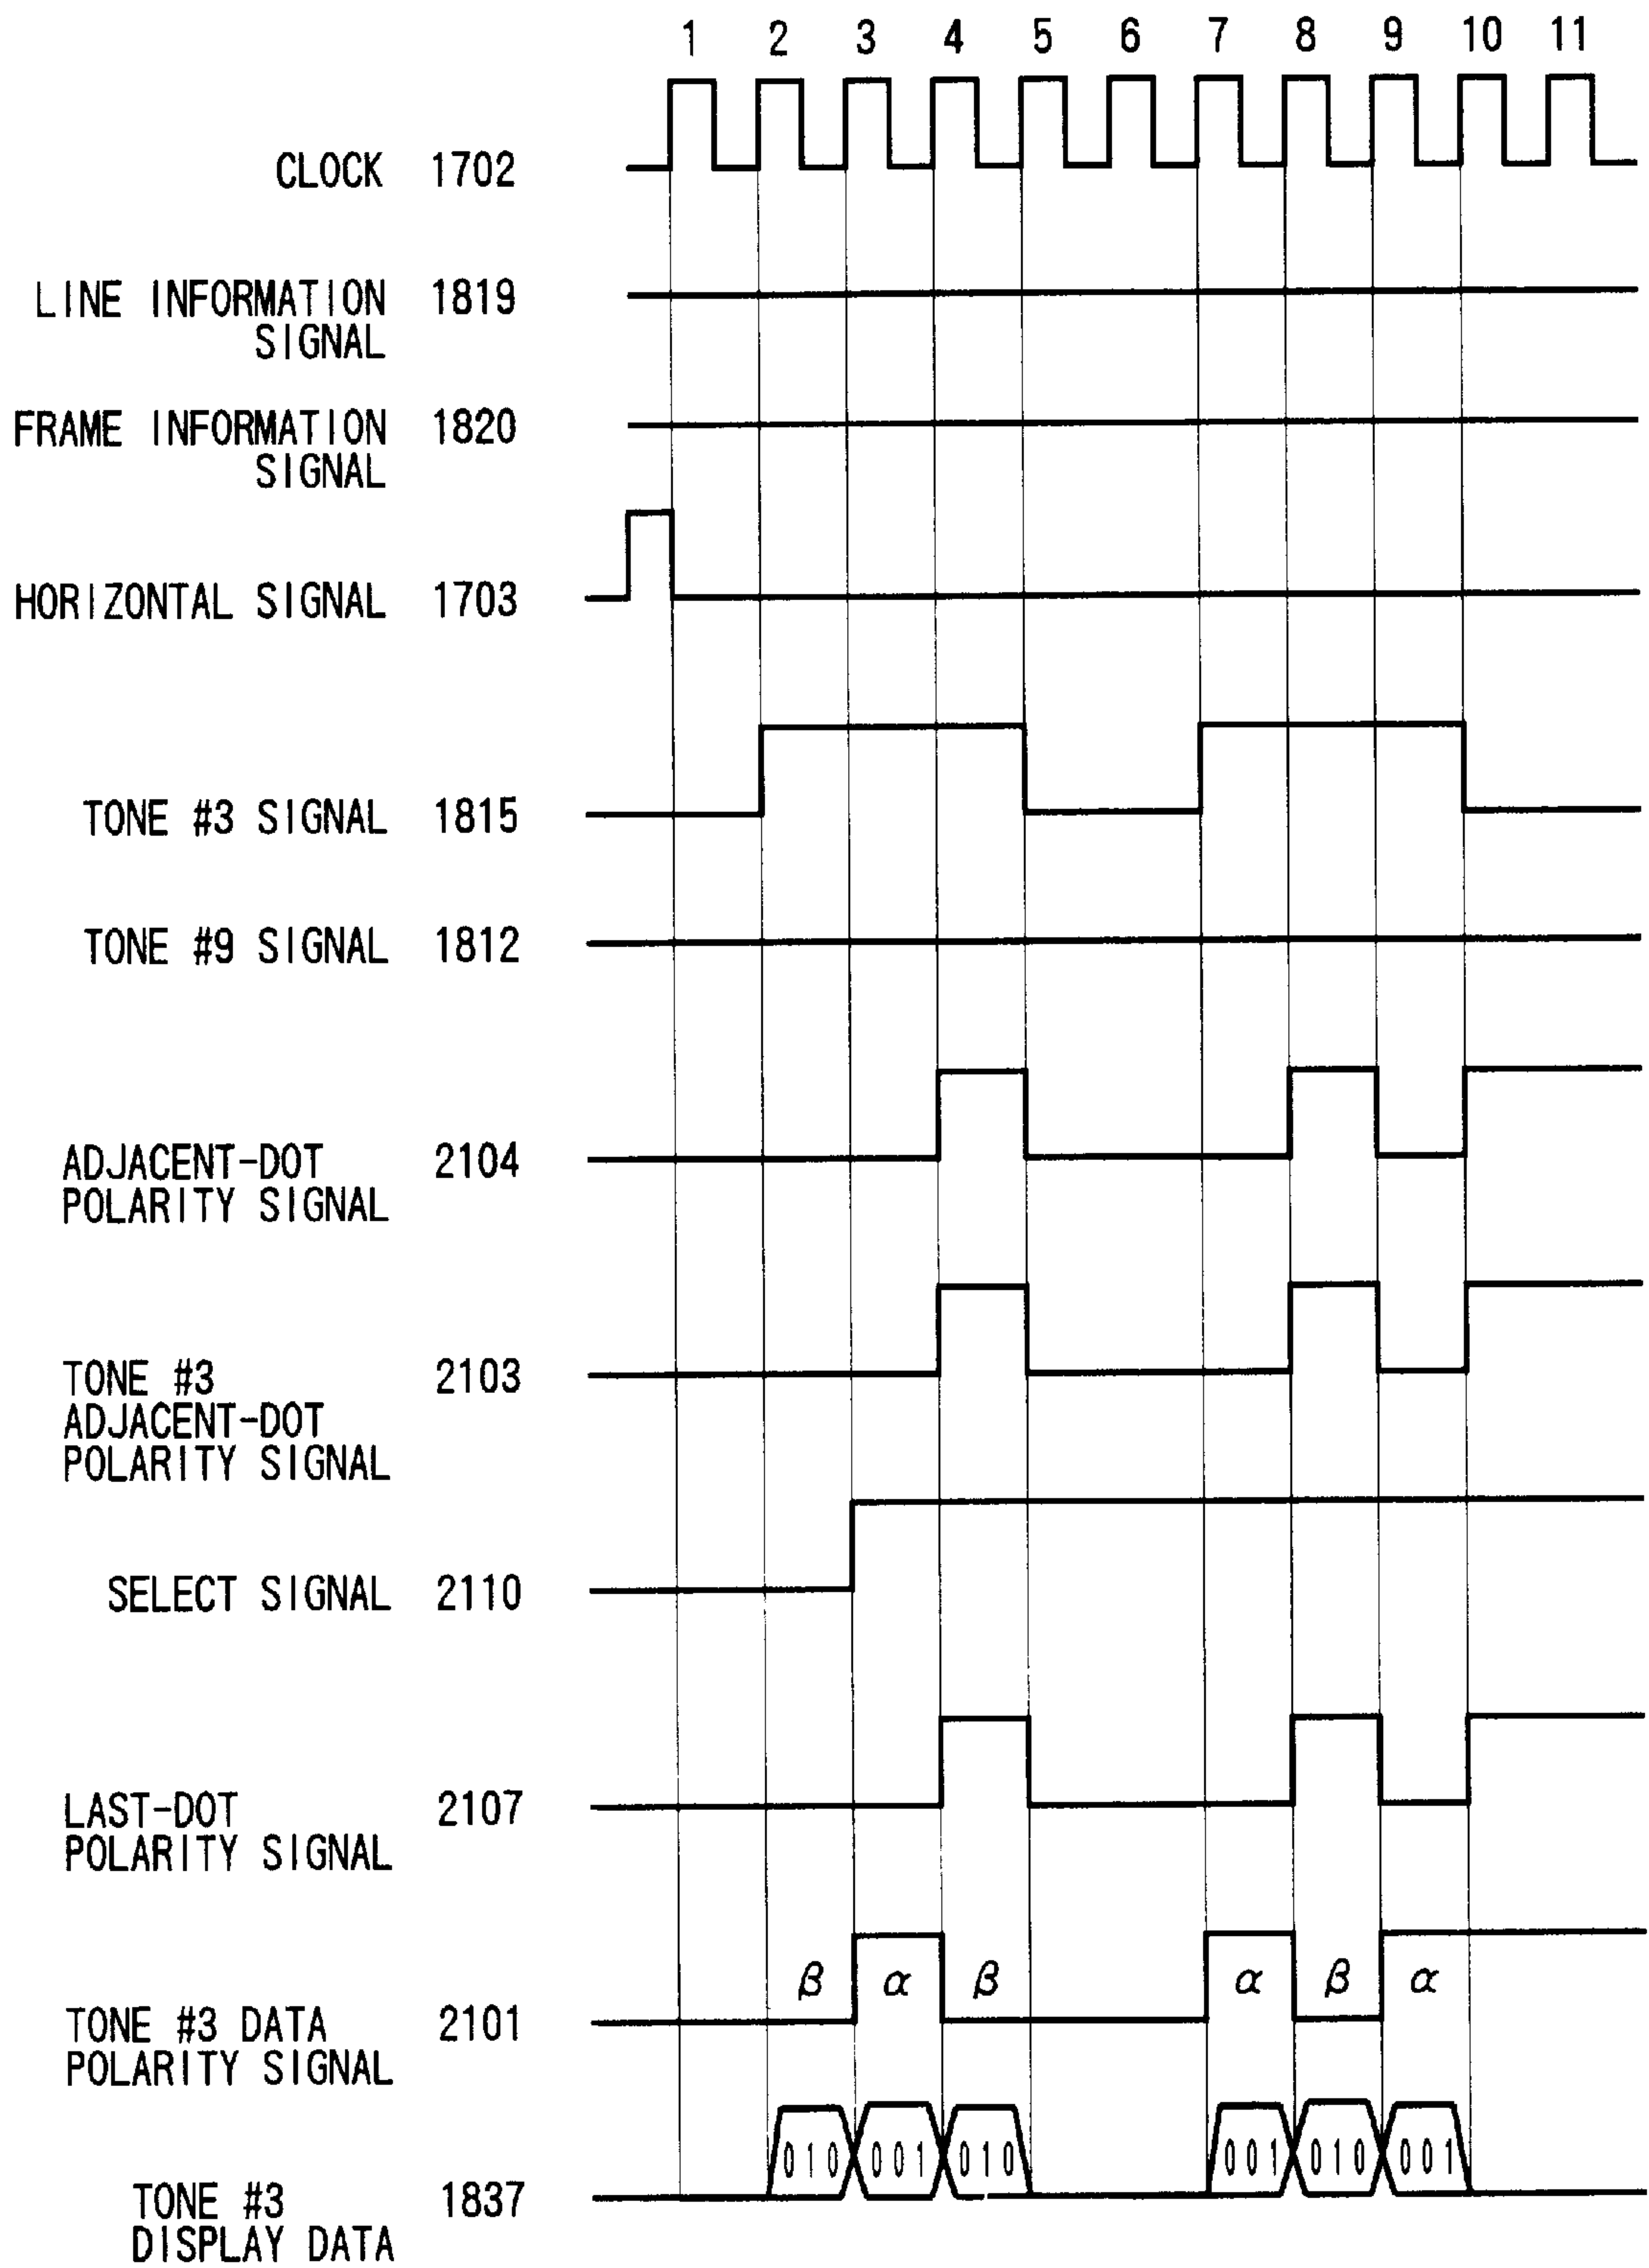 1 2 3 4 5 6 7 8 9 10 11
CLOCK 1702
LINE INFORMATION 1819
SIGNAL
FRAME INFORMATION 1820
SIGNAL
HORIZONTAL SIGNAL 1703
TONE #3 SIGNAL 1815
TONE #9 SIGNAL 1812
ADJACENT-DOT 2104
POLARITY SIGNAL
TONE #3 2103
ADJACENT-DOT
POLARITY SIGNAL
SELECT SIGNAL 2110
LAST-DOT 2107
POLARITY SIGNAL
β α β α β α
TONE #3 DATA 2101
POLARITY SIGNAL
010 001 010 001 010 001
TONE #3 1837
DISPLAY DATA